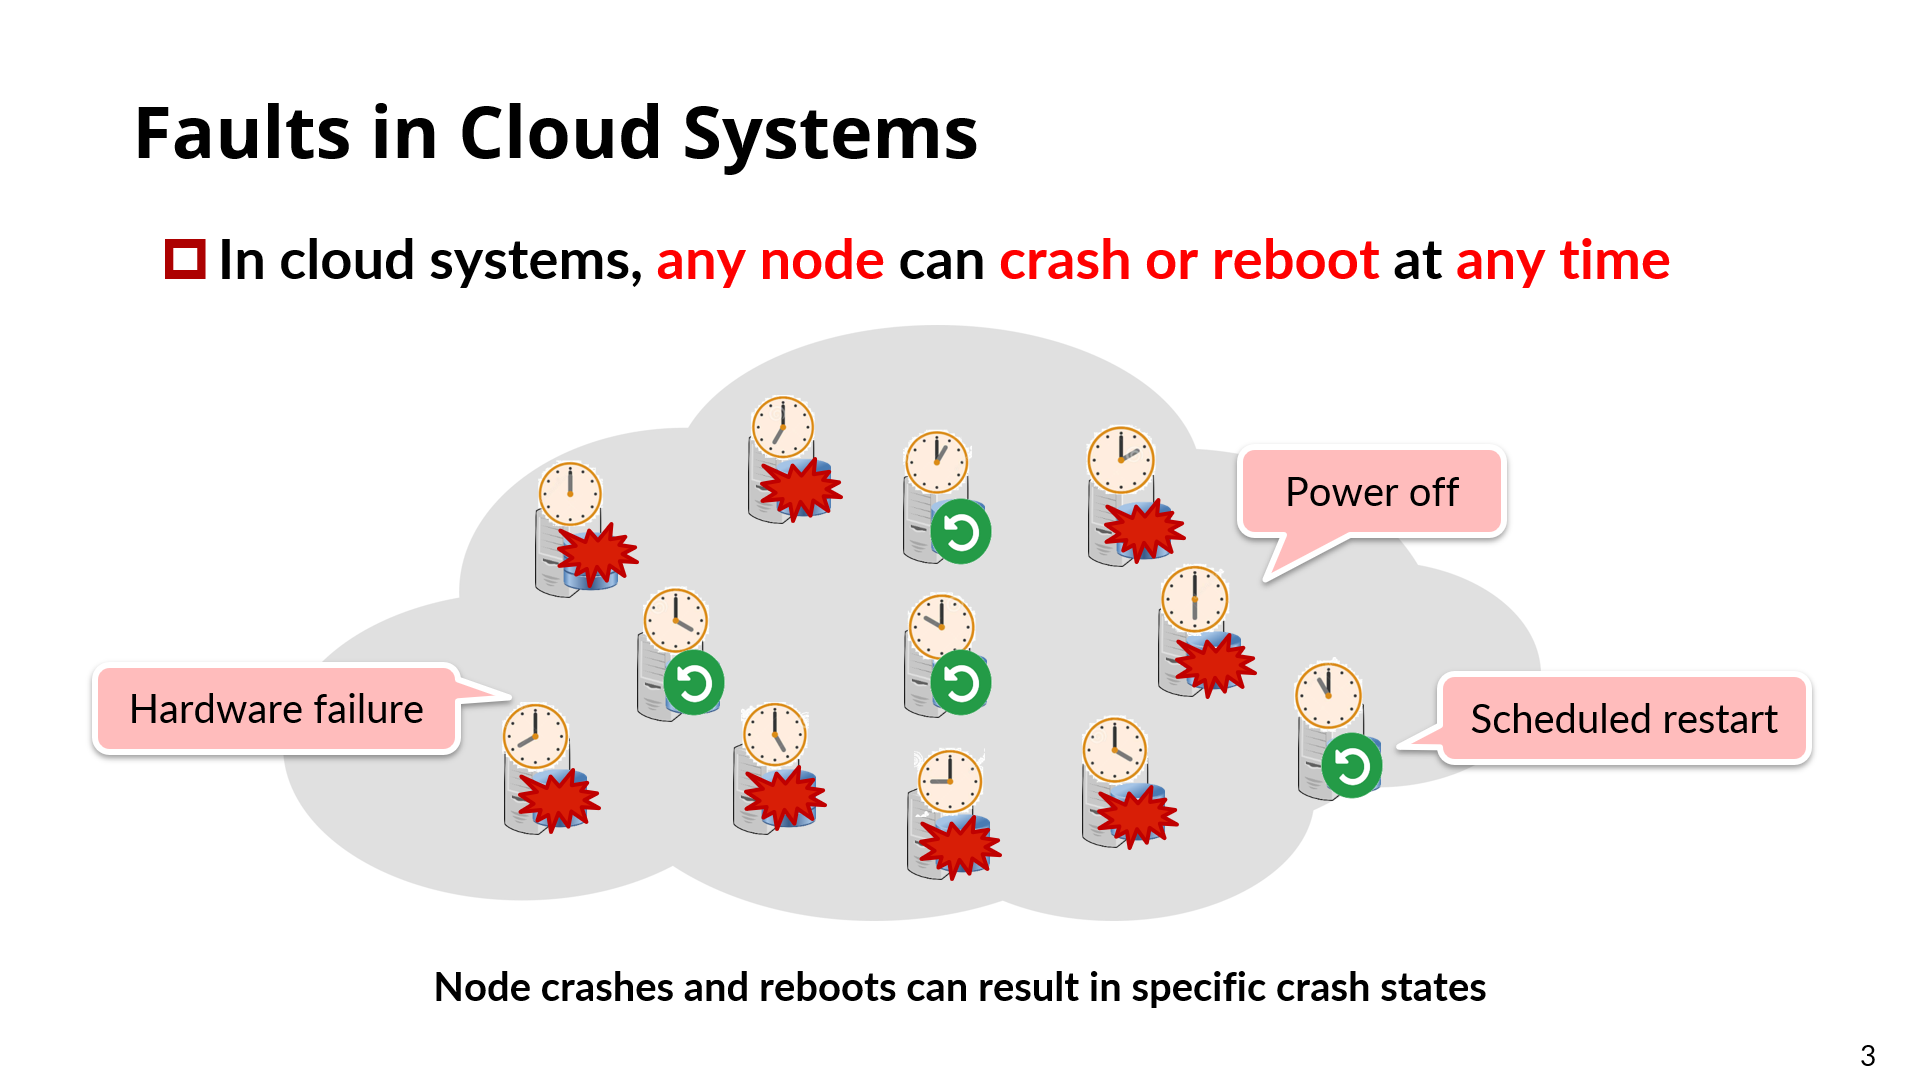 Faults in Cloud Systems
In cloud systems, any node can crash or reboot at any time
Power off
Hardware failure
Scheduled restart
Node crashes and reboots can result in specific crash states
3